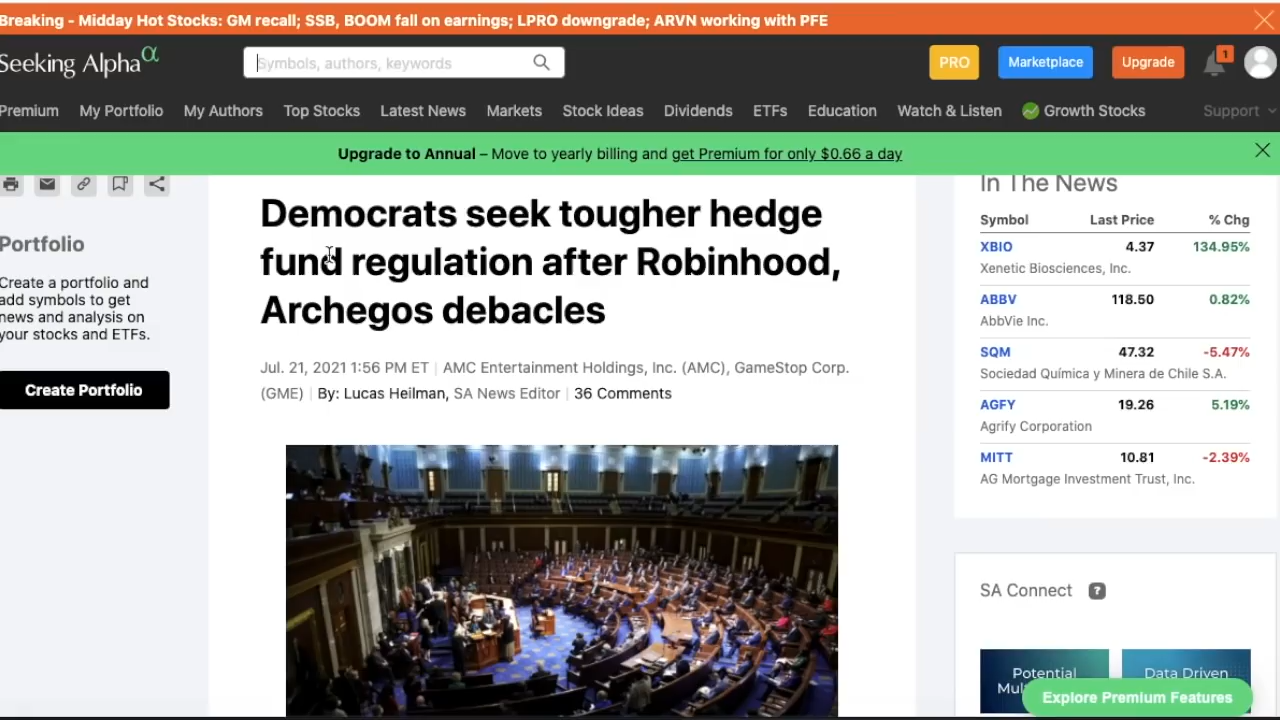 Breaking - Midday Hot Stocks: GM recall; SSB, BOOM fall on earnings; LPRO downgrade; ARVN working with PFE
Seeking Alpha α
Symbols, authors, keywords
PRO
Marketplace
Upgrade
1
Premium My Portfolio My Authors Top Stocks Latest News Markets Stock Ideas Dividends ETFs Education Watch & Listen Growth Stocks Support
Upgrade to Annual – Move to yearly billing and get Premium for only $0.66 a day
Portfolio
Create a portfolio and
add symbols to get
news and analysis on
your stocks and ETFs.
Create Portfolio
Democrats seek tougher hedge
fund regulation after Robinhood,
Archegos debacles
Jul. 21, 2021 1:56 PM ET | AMC Entertainment Holdings, Inc. (AMC), GameStop Corp.
(GME) | By: Lucas Heilman, SA News Editor | 36 Comments
In The News
Symbol Last Price % Chg
XBIO 4.37 134.95%
Xenetic Biosciences, Inc.
ABBV 118.50 0.82%
AbbVie Inc.
SQM 47.32 -5.47%
Sociedad Química y Minera de Chile S.A.
AGFY 19.26 5.19%
Agrify Corporation
MITT 10.81 -2.39%
AG Mortgage Investment Trust, Inc.
SA Connect ?
Potential
Data Driven
Explore Premium Features